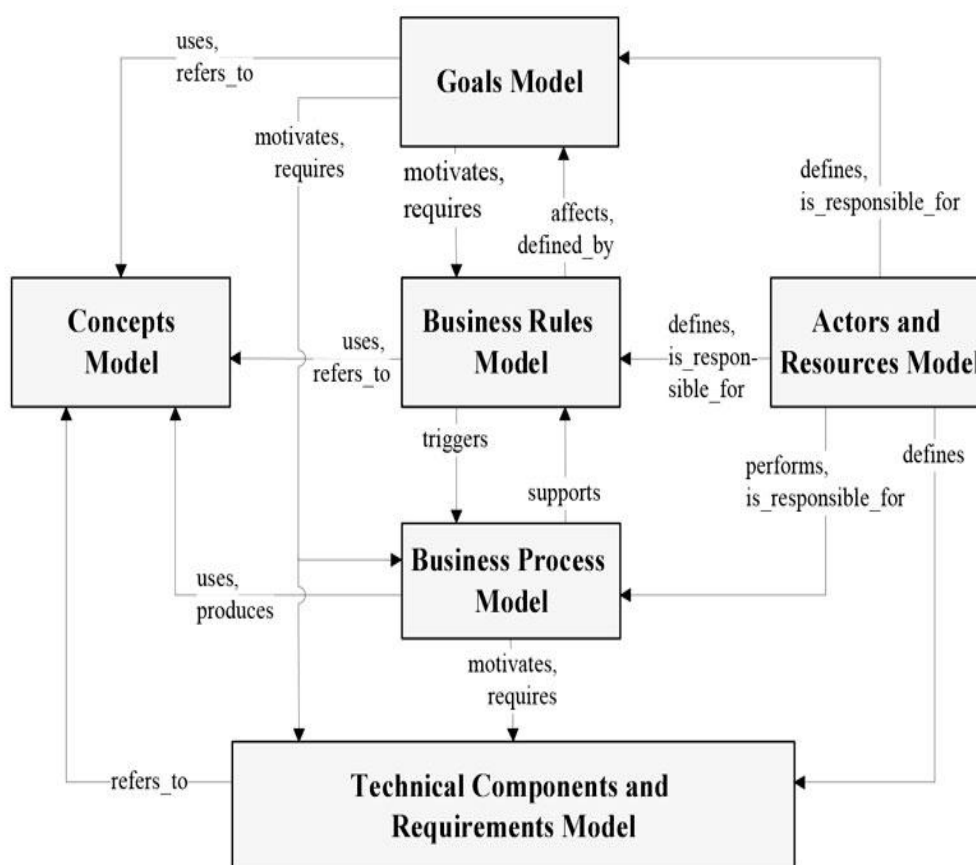 uses,
refers_to
Goals Model
motivates,
requires
motivates,
requires
affects,
defined_by
defines,
is_responsible_for
Concepts
Model
uses,
refers_to
Business Rules
Model
defines,
is_respon-
sible_for
Actors and
Resources Model
triggers
supports
performs,
is_responsible_for
defines
uses,
produces
Business Process
Model
motivates,
requires
refers_to
Technical Components and
Requirements Model